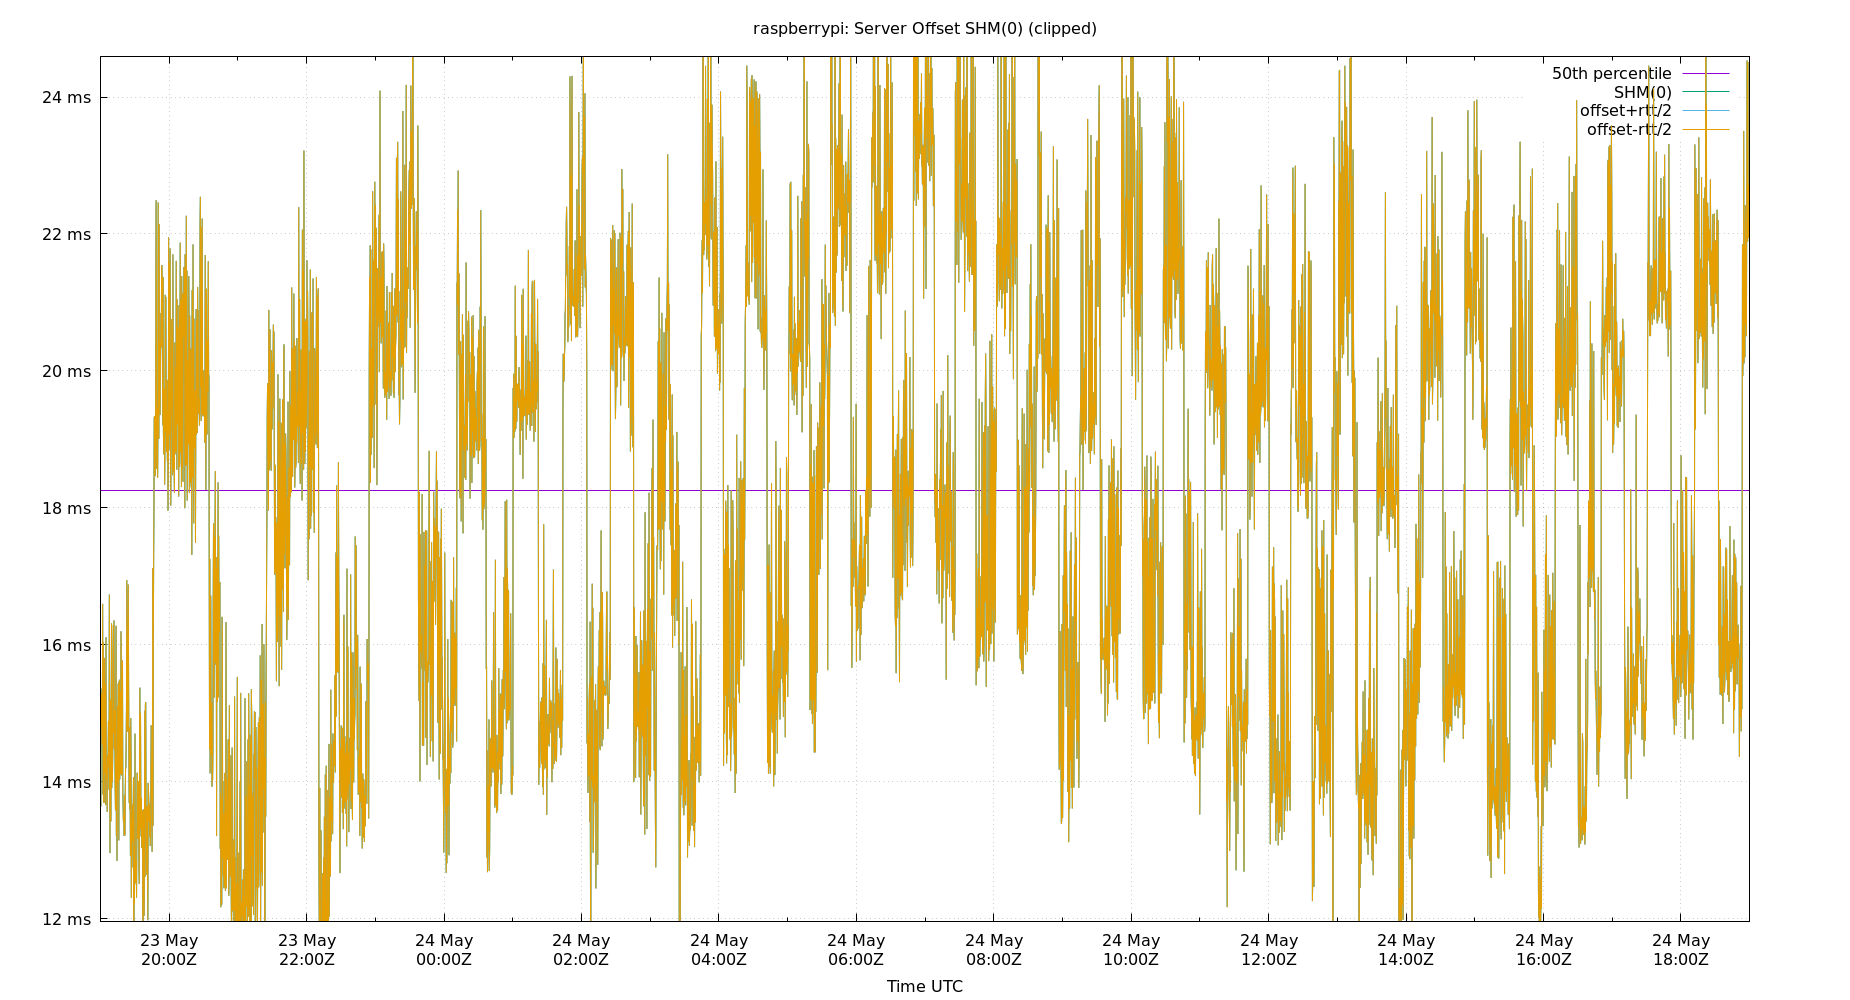 raspberrypi: Server Offset SHM(0) (clipped)
50th percentile
SHM(0)
offset+rtt/2
offset-rtt/2
24 ms
22 ms
20 ms
18 ms
16 ms
14 ms
12 ms
23 May 23 May 24 May 24 May 24 May 24 May 24 May 24 May 24 May 24 May 24 May 24 May
20:00Z 22:00Z 00:00Z 02:00Z 04:00Z 06:00Z 08:00Z 10:00Z 12:00Z 14:00Z 16:00Z 18:00Z
Time UTC